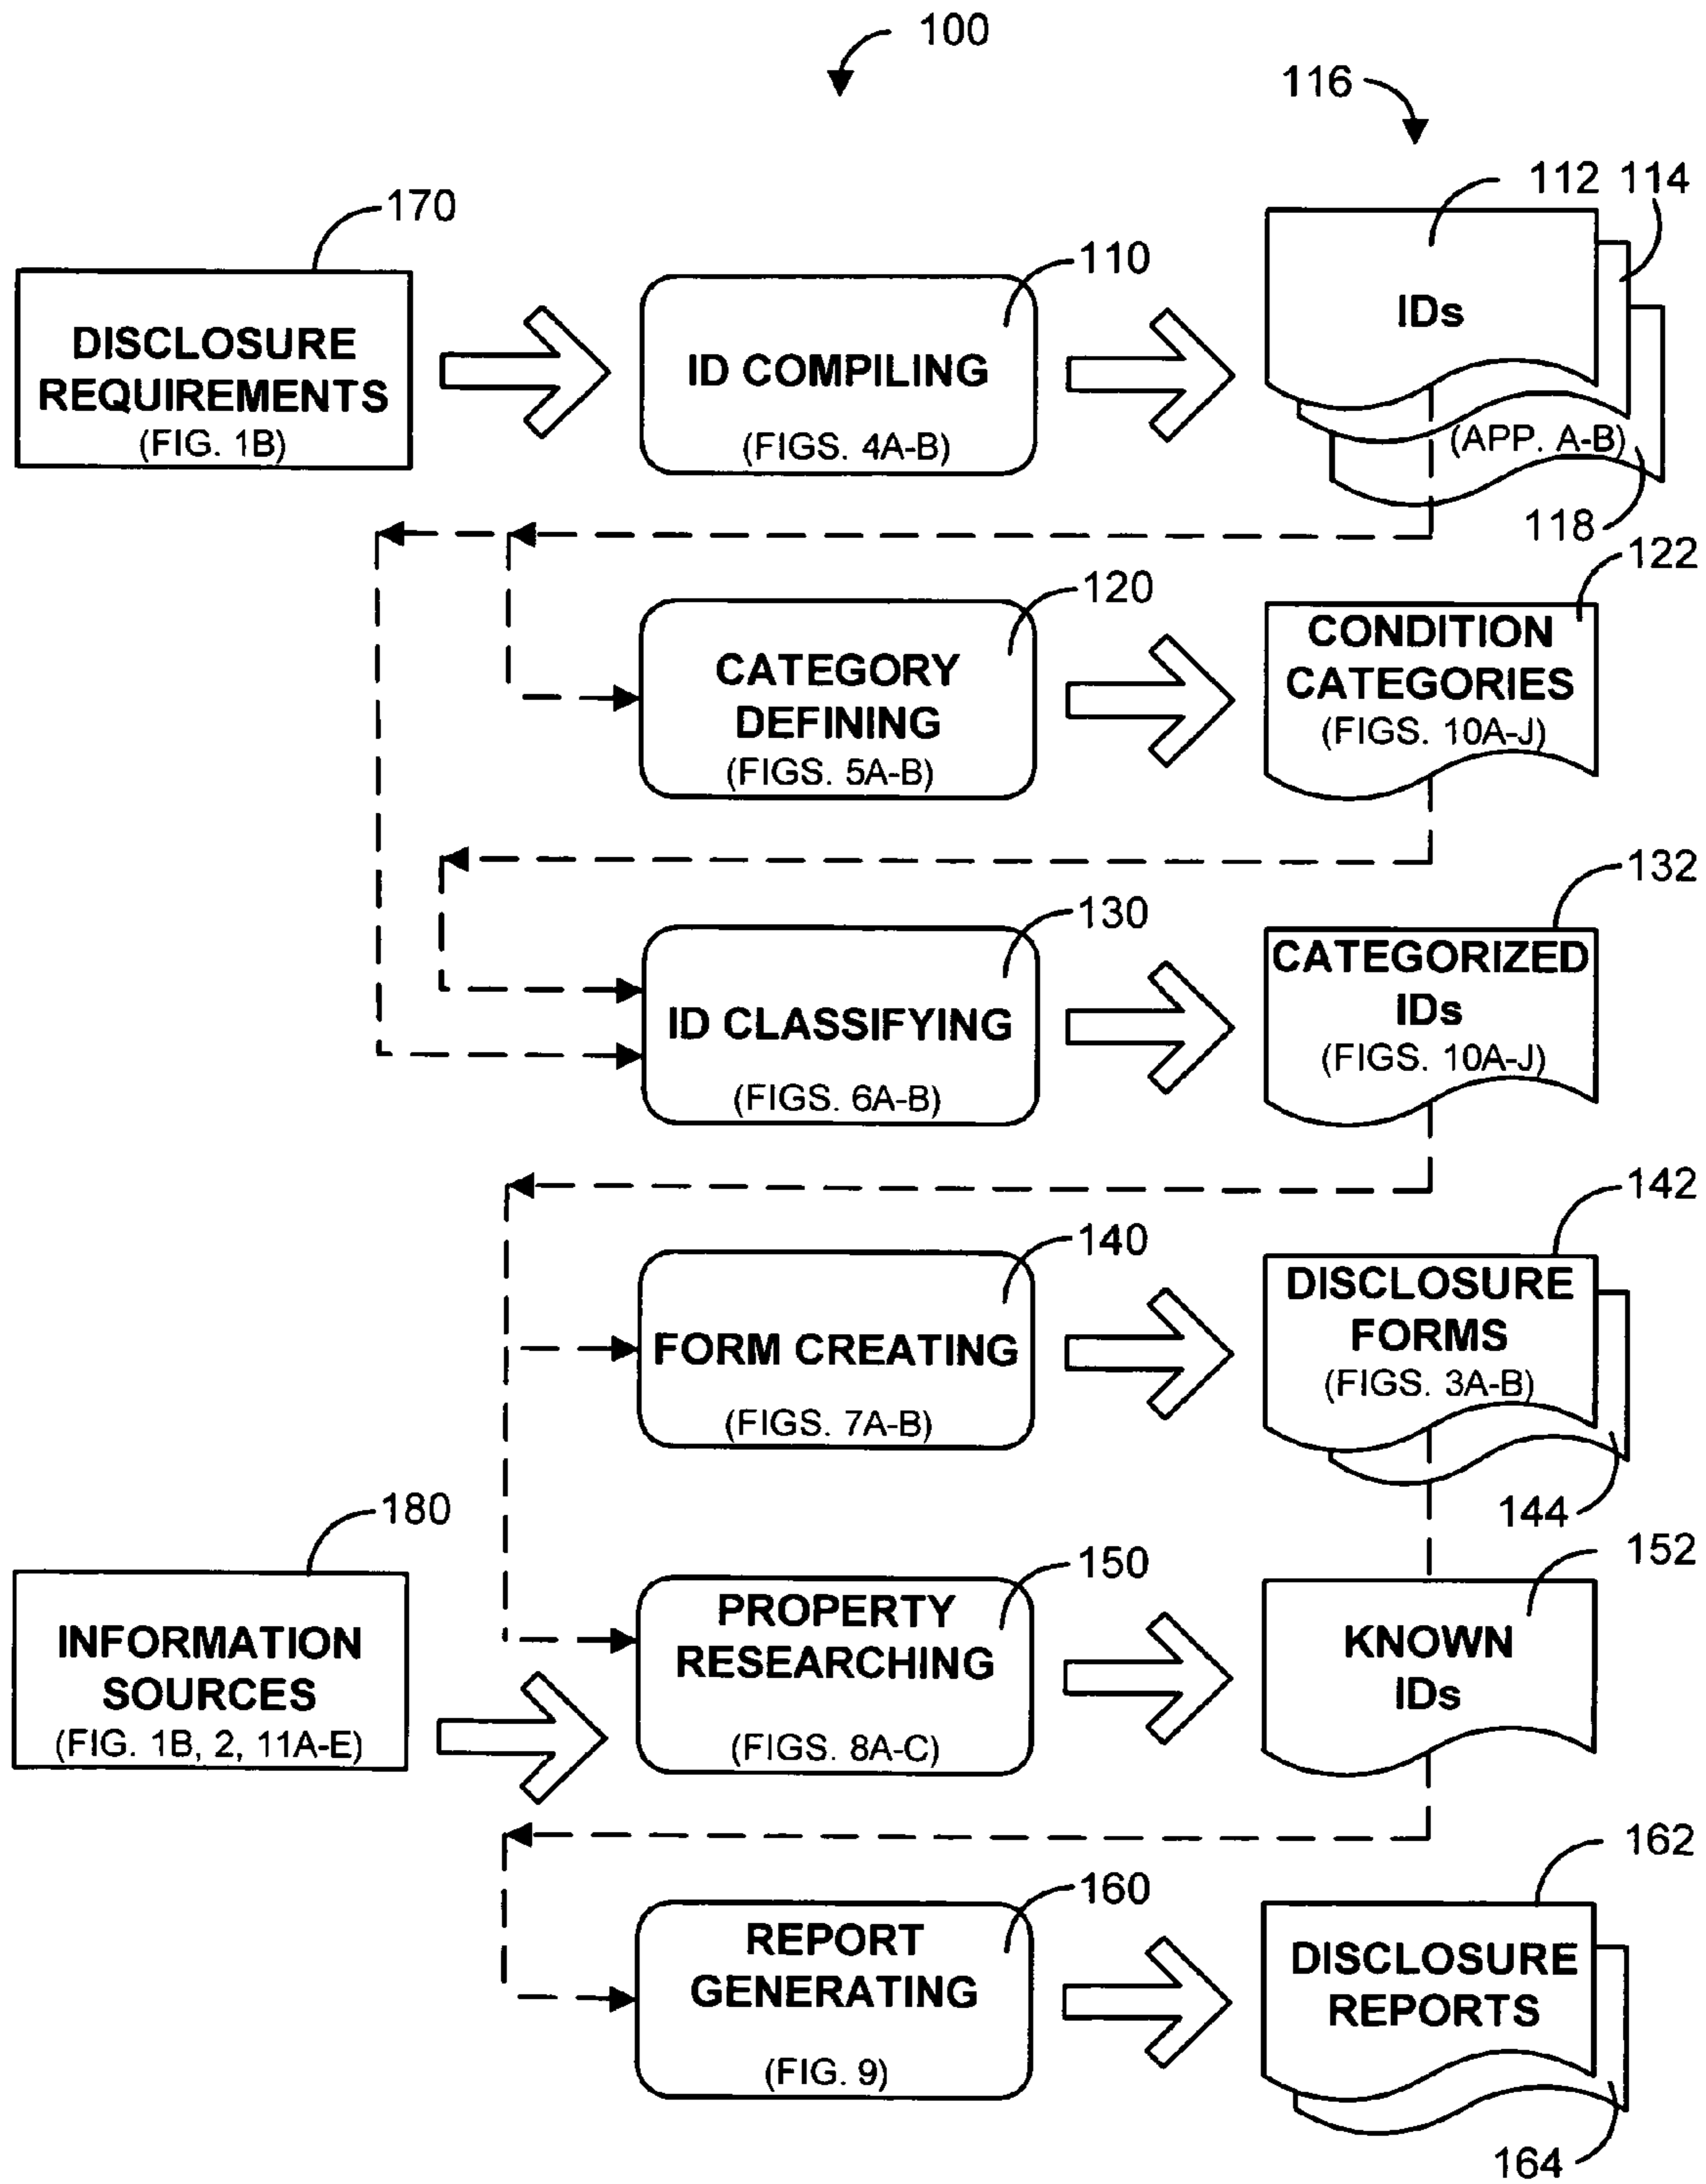 100
116
112
114
170
DISCLOSURE
REQUIREMENTS
(FIG. 1B)
110
ID COMPILING
(FIGS. 4A-B)
IDs
(APP. A-B)
118
120
CATEGORY
DEFINING
(FIGS. 5A-B)
122
CONDITION
CATEGORIES
(FIGS. 10A-J)
130
ID CLASSIFYING
(FIGS. 6A-B)
132
CATEGORIZED
IDs
(FIGS. 10A-J)
140
FORM CREATING
(FIGS. 7A-B)
142
DISCLOSURE
FORMS
(FIGS. 3A-B)
144
180
INFORMATION
SOURCES
(FIG. 1B, 2, 11A-E)
150
PROPERTY
RESEARCHING
(FIGS. 8A-C)
152
KNOWN
IDs
160
REPORT
GENERATING
(FIG. 9)
162
DISCLOSURE
REPORTS
164